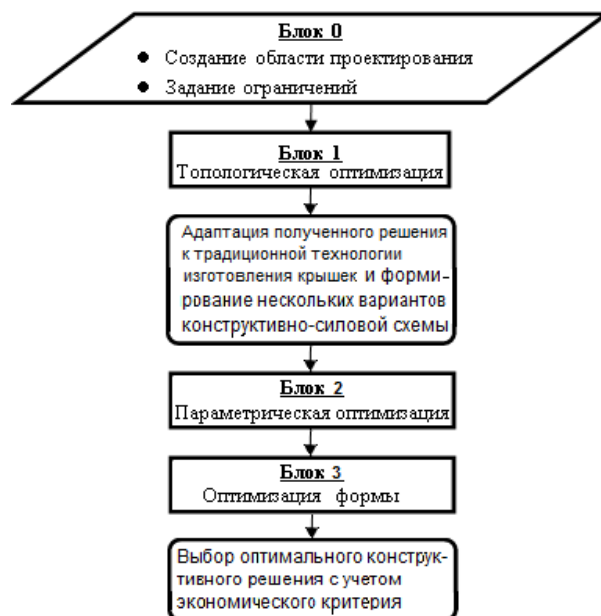 Блок 0
● Создание области проектирования
● Задание ограничений
Блок 1
Топологическая оптимизация
Адаптация полученного решения
к традиционной технологии
изготовления крышек и форми-
рование нескольких вариантов
конструктивно-силовой схемы
Блок 2
Параметрическая оптимизация
Блок 3
Оптимизация формы
Выбор оптимального конструк-
тивного решения с учетом
экономического критерия